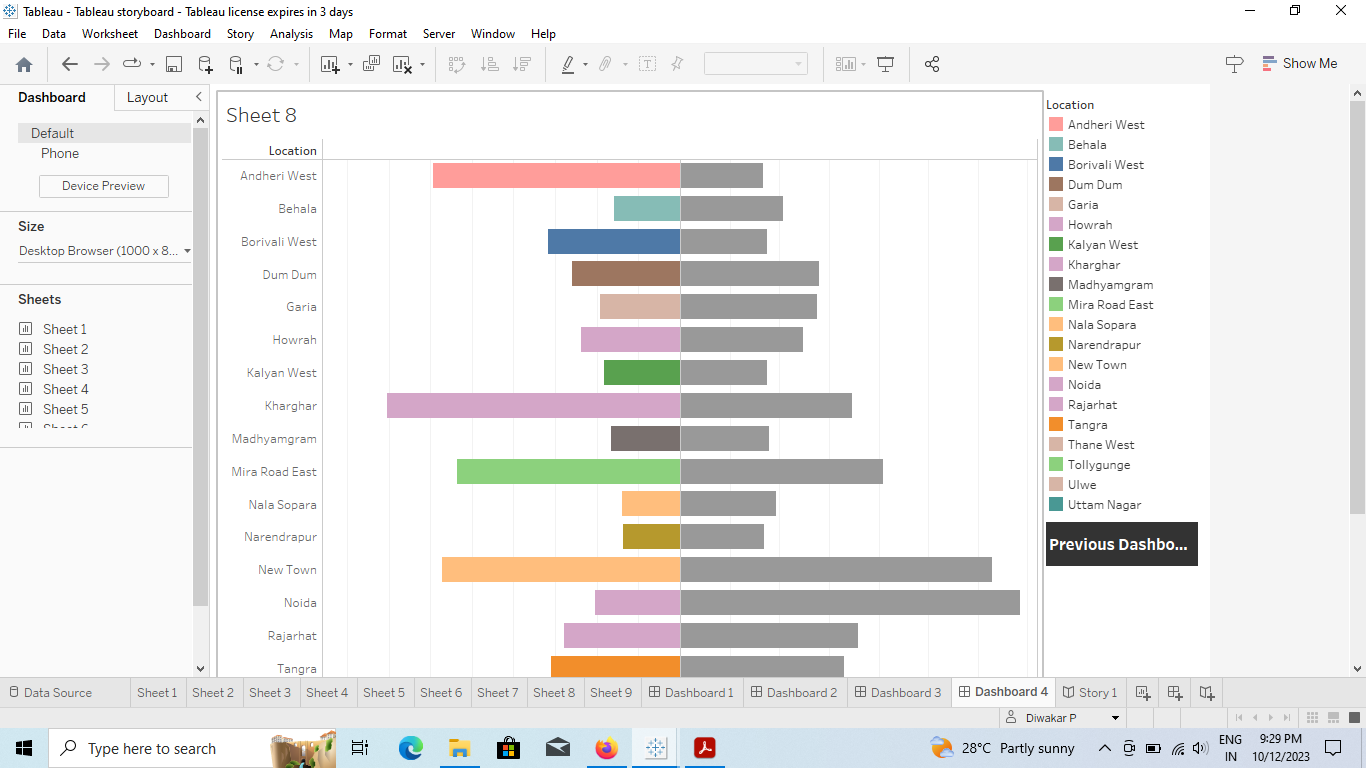 Tableau - Tableau storyboard - Tableau license expires in 3 days
File Data Worksheet Dashboard Story Analysis Map Format Server Window Help
Show Me
Dashboard Layout
Default
Phone
Device Preview
Size
Desktop Browser (1000 x 8...
Sheets
Sheet 1
Sheet 2
Sheet 3
Sheet 4
Sheet 5
Sheet 8
Location
Andheri West
Behala
Borivali West
Dum Dum
Garia
Howrah
Kalyan West
Kharghar
Madhyamgram
Mira Road East
Nala Sopara
Narendrapur
New Town
Noida
Rajarhat
Tangra
Location
Andheri West
Behala
Borivali West
Dum Dum
Garia
Howrah
Kalyan West
Kharghar
Madhyamgram
Mira Road East
Nala Sopara
Narendrapur
New Town
Noida
Rajarhat
Tangra
Thane West
Tollygunge
Ulwe
Uttam Nagar
Previous Dashbo...
Data Source Sheet 1 Sheet 2 Sheet 3 Sheet 4 Sheet 5 Sheet 6 Sheet 7 Sheet 8 Sheet 9 Dashboard 1 Dashboard 2 Dashboard 3 Dashboard 4 Story 1
Diwakar P
Type here to search
28°C Partly sunny
ENG
IN
9:29 PM
10/12/2023